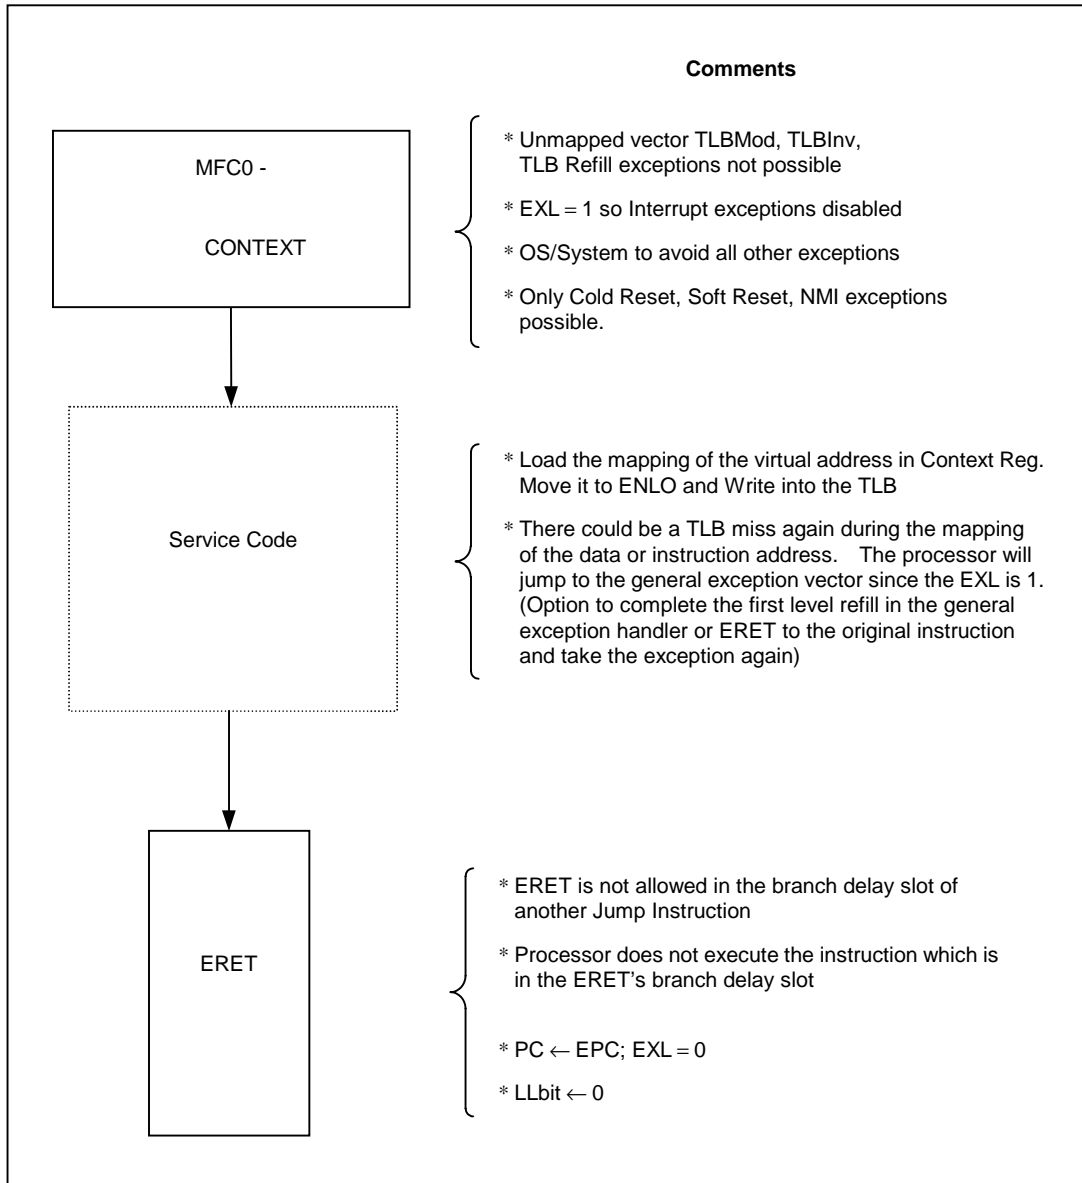 Comments
MFC0 -
CONTEXT
* Unmapped vector TLBMod, TLBInv,
TLB Refill exceptions not possible
* EXL = 1 so Interrupt exceptions disabled
* OS/System to avoid all other exceptions
* Only Cold Reset, Soft Reset, NMI exceptions
possible.
Service Code
* Load the mapping of the virtual address in Context Reg.
Move it to ENLO and Write into the TLB
* There could be a TLB miss again during the mapping
of the data or instruction address. The processor will
jump to the general exception vector since the EXL is 1.
(Option to complete the first level refill in the general
exception handler or ERET to the original instruction
and take the exception again)
ERET
* ERET is not allowed in the branch delay slot of
another Jump Instruction
* Processor does not execute the instruction which is
in the ERET’s branch delay slot
* PC ← EPC; EXL = 0
* LLbit ← 0